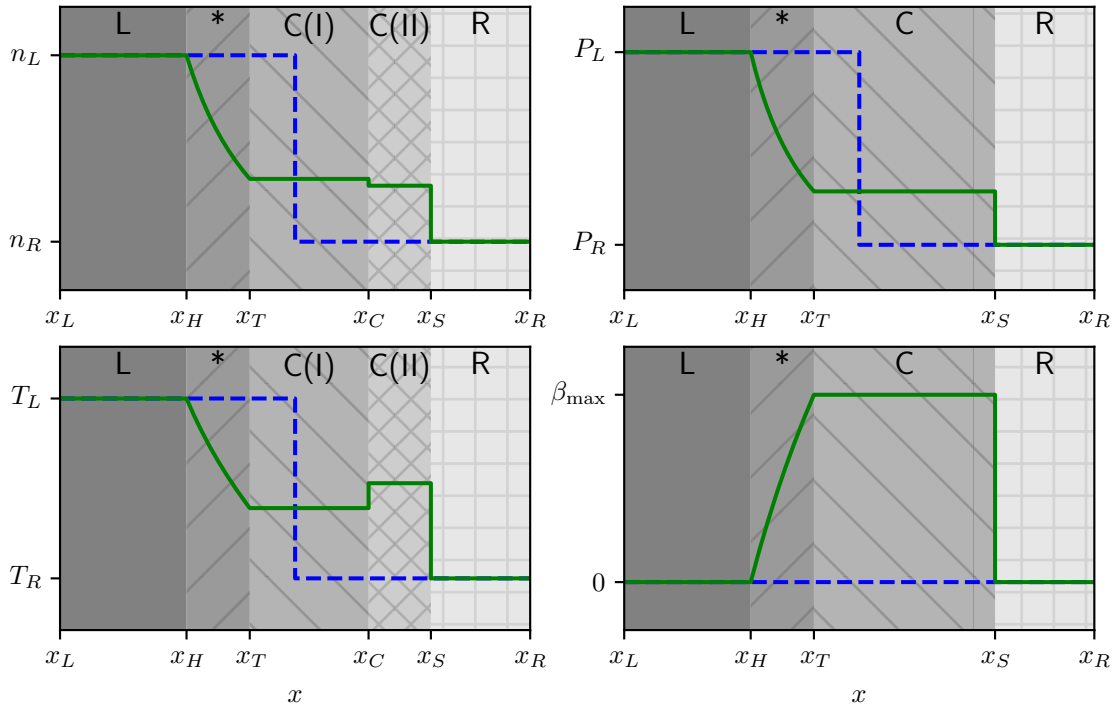 L * C(I) C(II) R
n_L
n_R
x_L x_H x_T x_C x_S x_R
L * C R
P_L
P_R
x_L x_H x_T x_S x_R
L * C(I) C(II) R
T_L
T_R
x_L x_H x_T x_C x_S x_R
x
L * C R
β_max
0
x_L x_H x_T x_S x_R
x